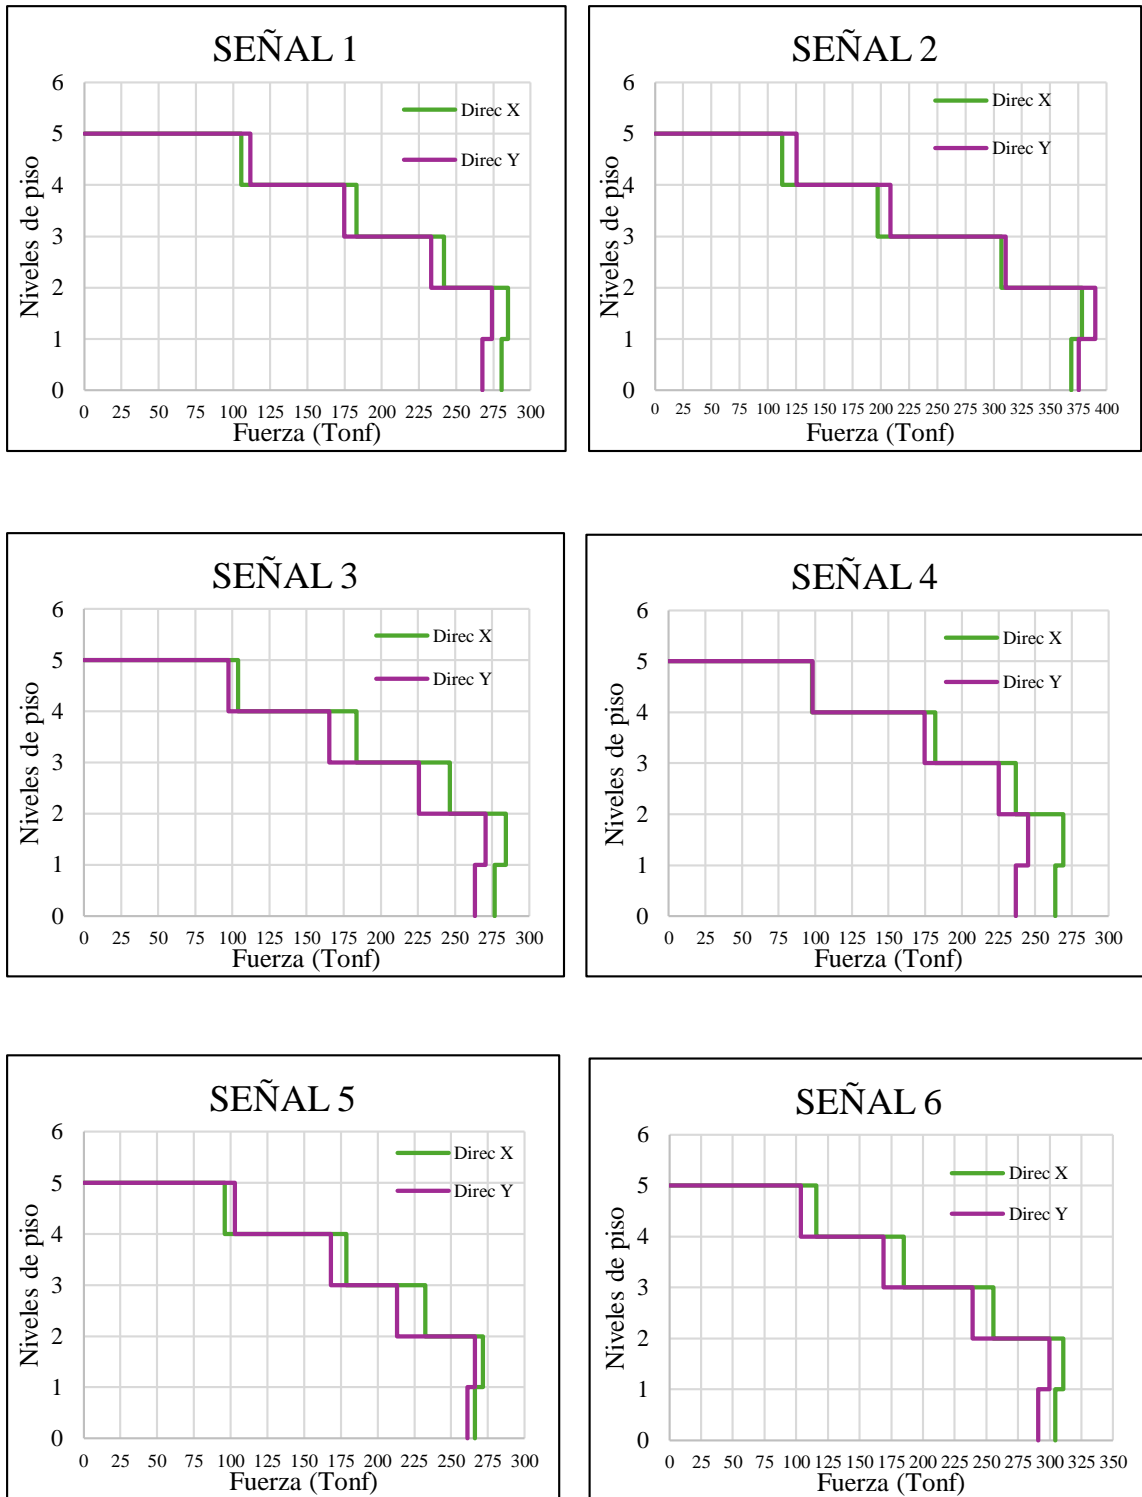 SEÑAL 1
6
5
4
3
2
1
0
Niveles de piso
Direc X
Direc Y
0 25 50 75 100 125 150 175 200 225 250 275 300
Fuerza (Tonf)
SEÑAL 2
6
5
4
3
2
1
0
Niveles de piso
Direc X
Direc Y
0 25 50 75 100 125 150 175 200 225 250 275 300 325 350 375 400
Fuerza (Tonf)
SEÑAL 3
6
5
4
3
2
1
0
Niveles de piso
Direc X
Direc Y
0 25 50 75 100 125 150 175 200 225 250 275 300
Fuerza (Tonf)
SEÑAL 4
6
5
4
3
2
1
0
Niveles de piso
Direc X
Direc Y
0 25 50 75 100 125 150 175 200 225 250 275 300
Fuerza (Tonf)
SEÑAL 5
6
5
4
3
2
1
0
Niveles de piso
Direc X
Direc Y
0 25 50 75 100 125 150 175 200 225 250 275 300
Fuerza (Tonf)
SEÑAL 6
6
5
4
3
2
1
0
Niveles de piso
Direc X
Direc Y
0 25 50 75 100 125 150 175 200 225 250 275 300 325 350
Fuerza (Tonf)